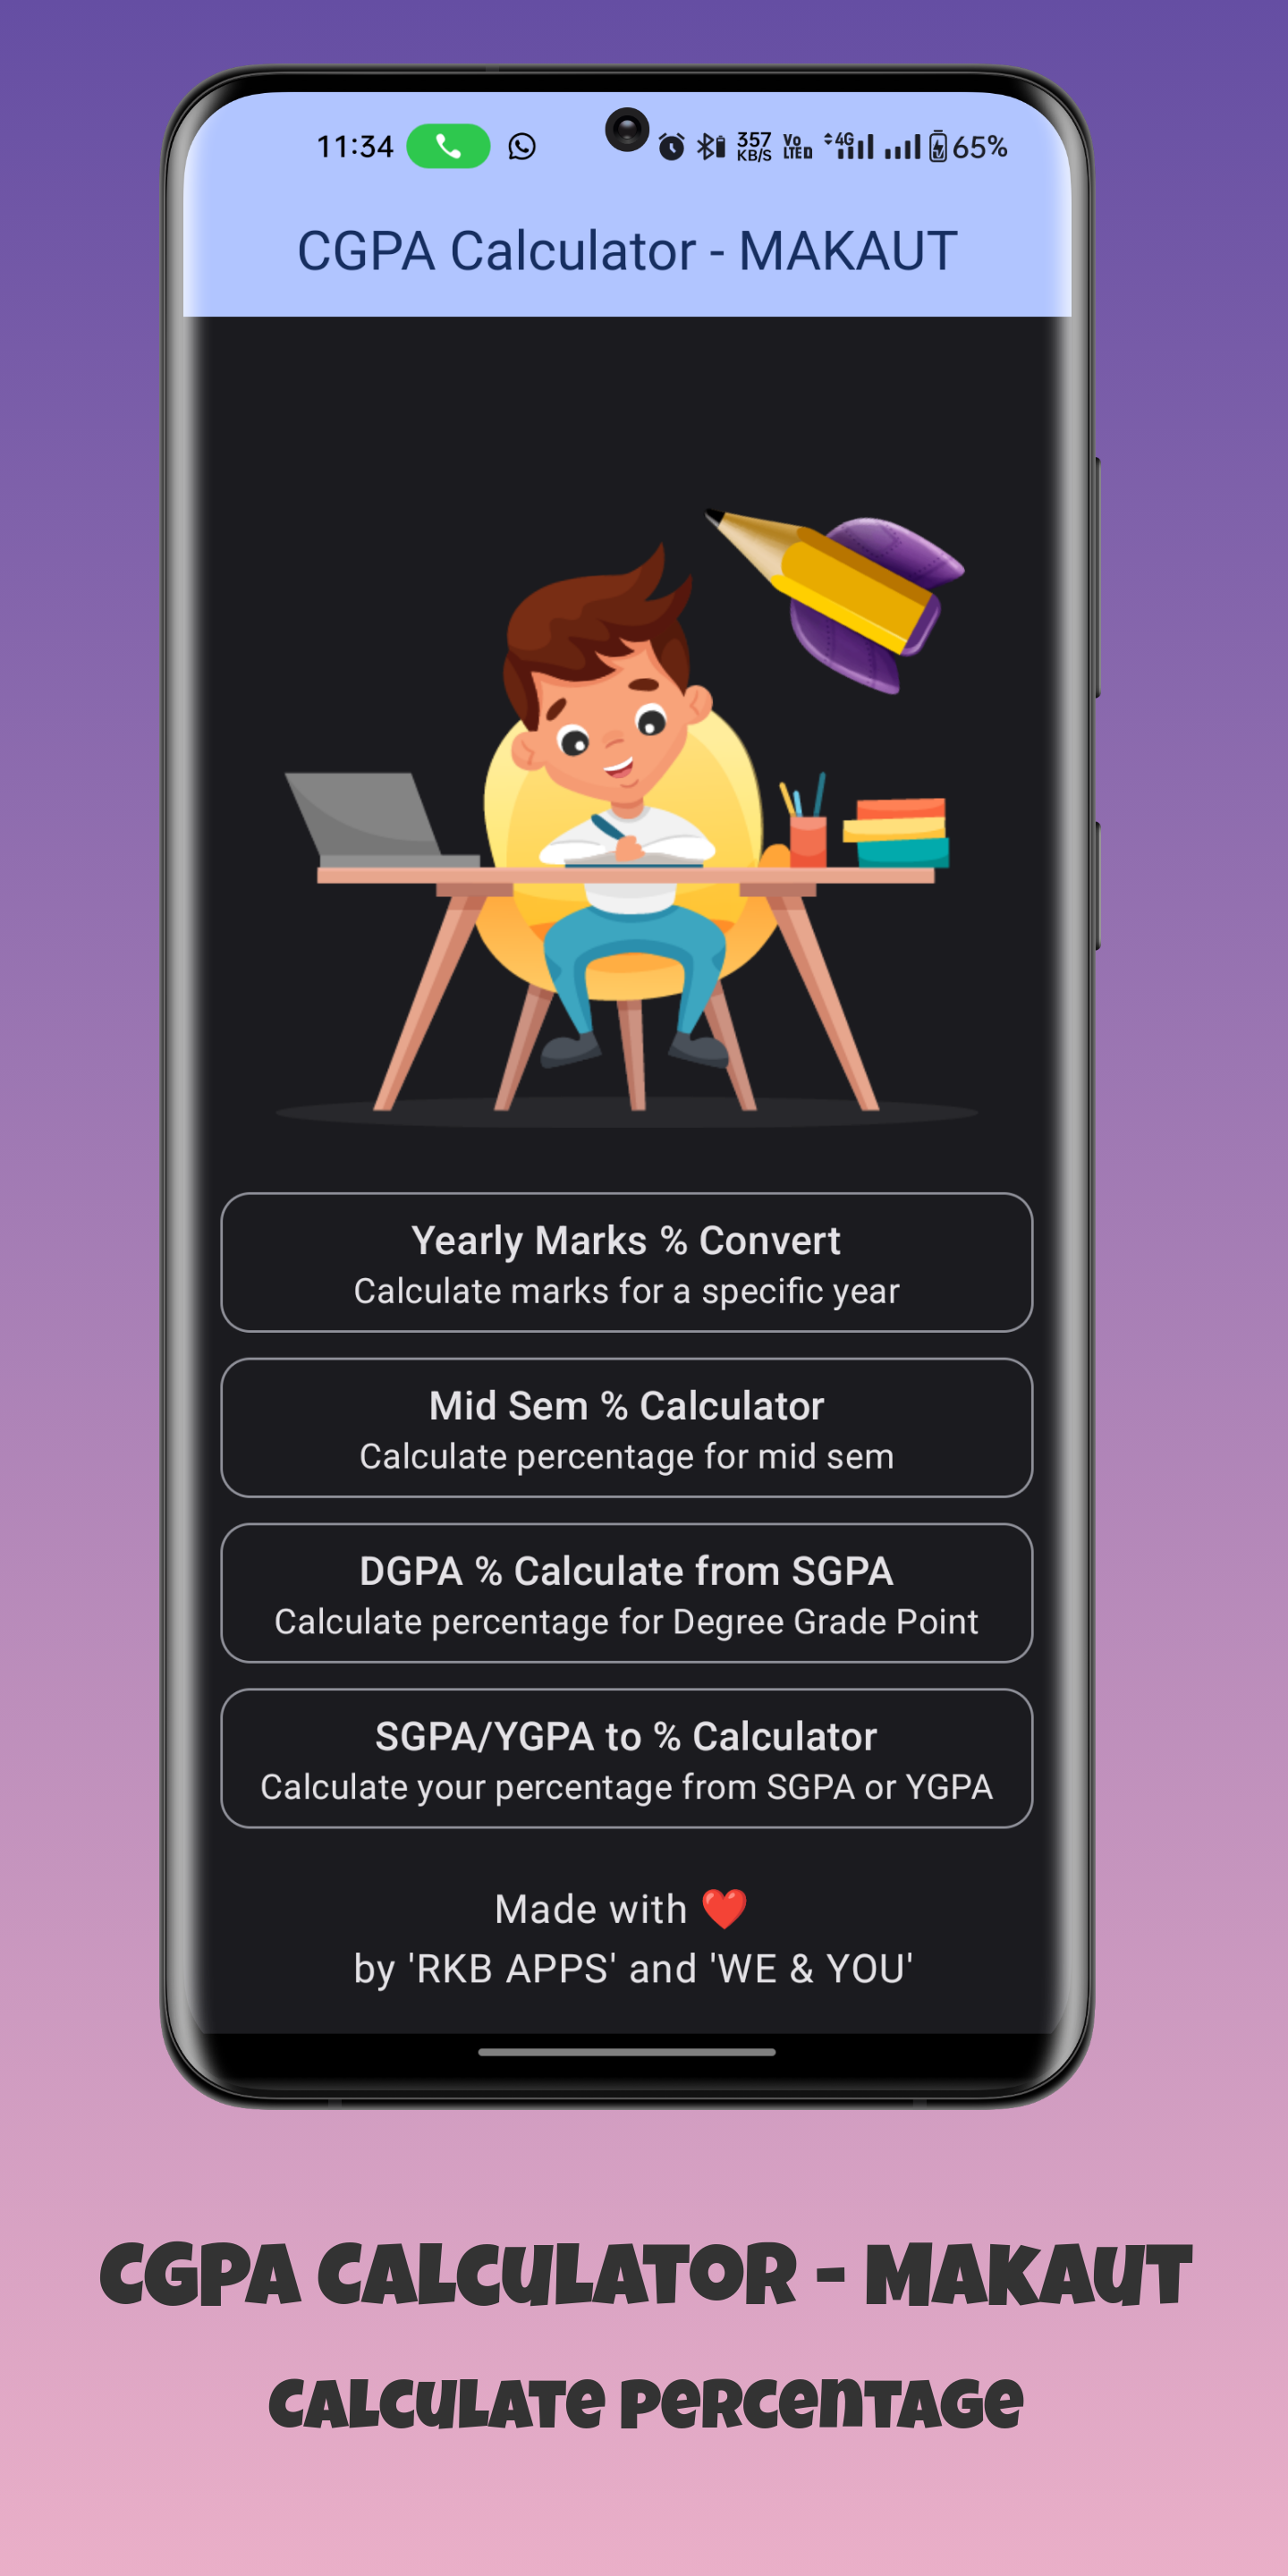 11:34 357 KB/S Vo LTE D 4G 65%
CGPA Calculator - MAKAUT
Yearly Marks % Convert
Calculate marks for a specific year
Mid Sem % Calculator
Calculate percentage for mid sem
DGPA % Calculate from SGPA
Calculate percentage for Degree Grade Point
SGPA/YGPA to % Calculator
Calculate your percentage from SGPA or YGPA
Made with ❤️
by 'RKB APPS' and 'WE & YOU'
CGPA CALCULATOR - MAKAUT
CALCULATE PERCENTAGE